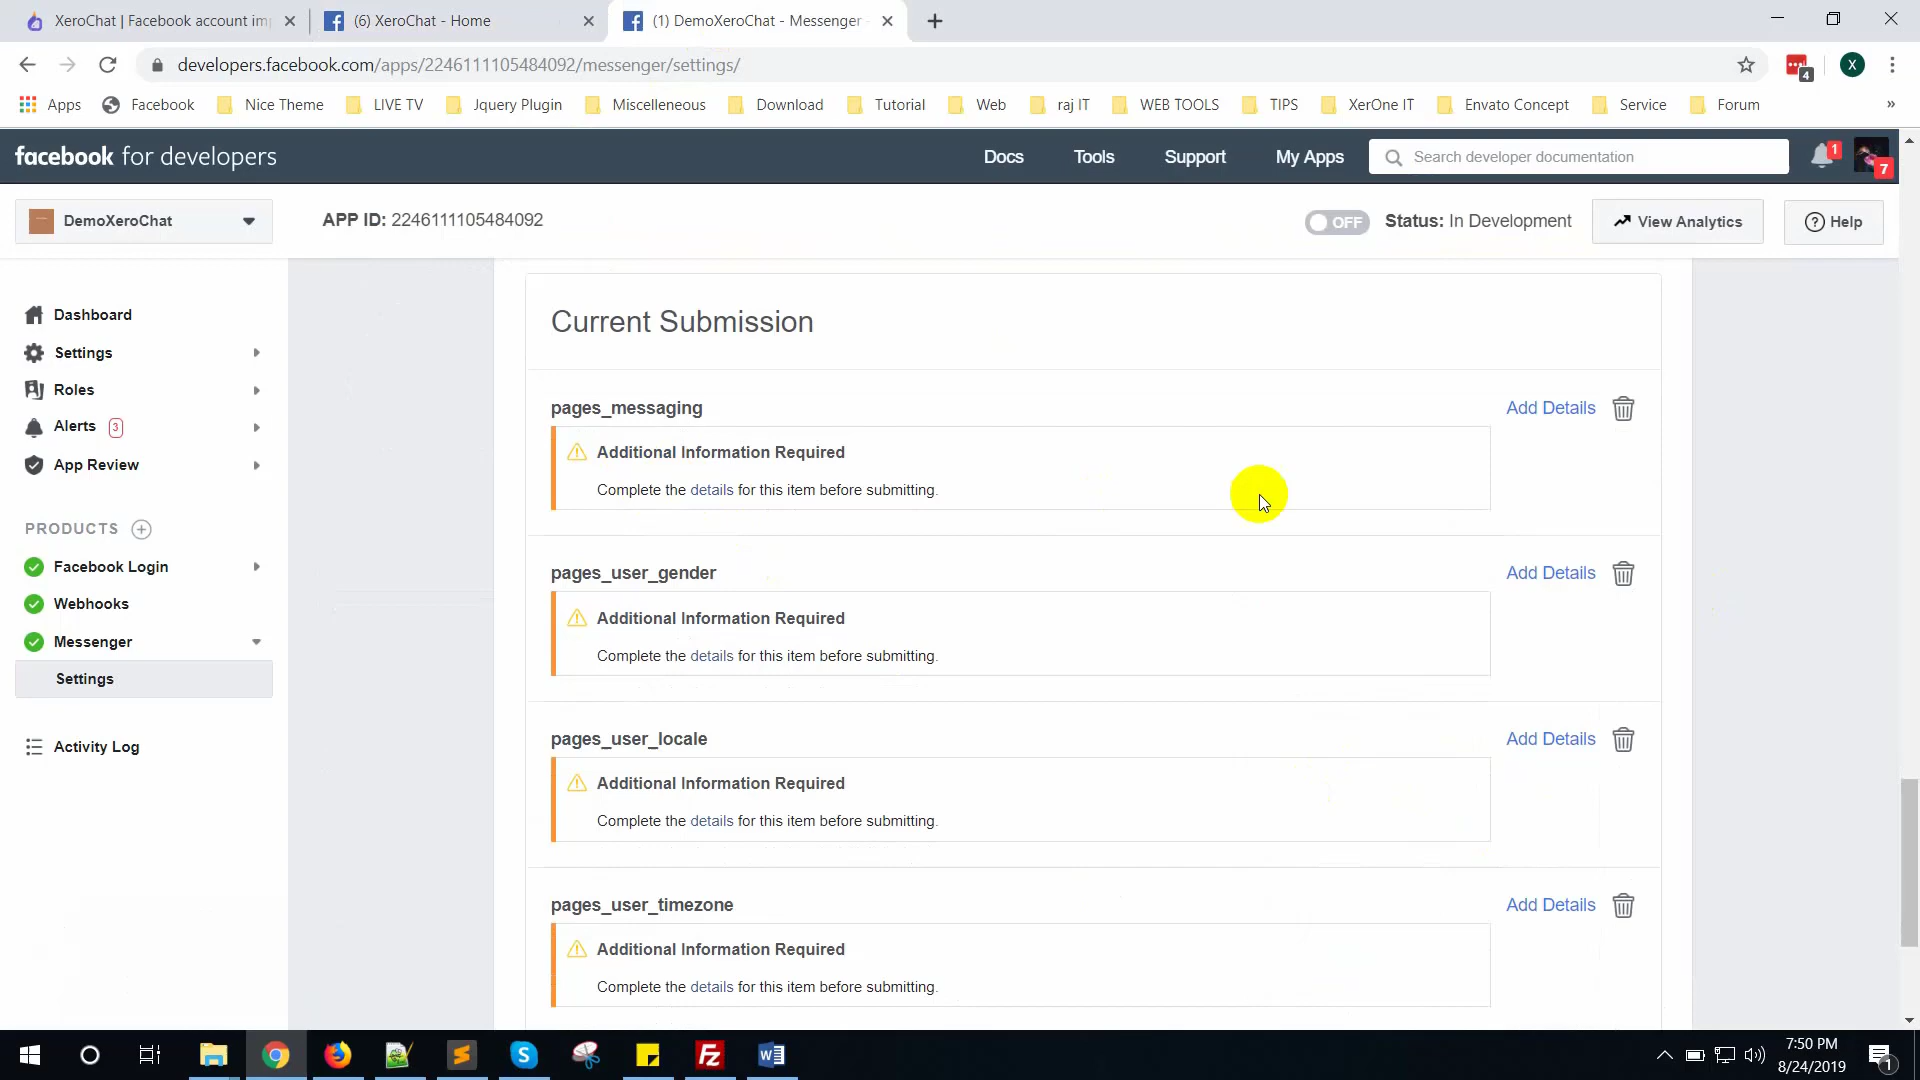 XeroChat | Facebook account im
(6) XeroChat - Home
(1) DemoXeroChat - Messenger -
developers.facebook.com/apps/2246111105484092/messenger/settings/
4
X
Apps
Facebook
Nice Theme
LIVE TV
Jquery Plugin
Miscelleneous
Download
Tutorial
Web
raj IT
WEB TOOLS
TIPS
XerOne IT
Envato Concept
Service
Forum
»
facebook for developers
Docs
Tools
Support
My Apps
Search developer documentation
1
7
DemoXeroChat
APP ID: 2246111105484092
OFF
Status: In Development
View Analytics
Help
Dashboard
Settings
Roles
Alerts 3
App Review
PRODUCTS
Facebook Login
Webhooks
Messenger
Settings
Activity Log
Current Submission
pages_messaging
Add Details
Additional Information Required
Complete the details for this item before submitting.
pages_user_gender
Add Details
Additional Information Required
Complete the details for this item before submitting.
pages_user_locale
Add Details
Additional Information Required
Complete the details for this item before submitting.
pages_user_timezone
Add Details
Additional Information Required
Complete the details for this item before submitting.
7:50 PM
8/24/2019
1